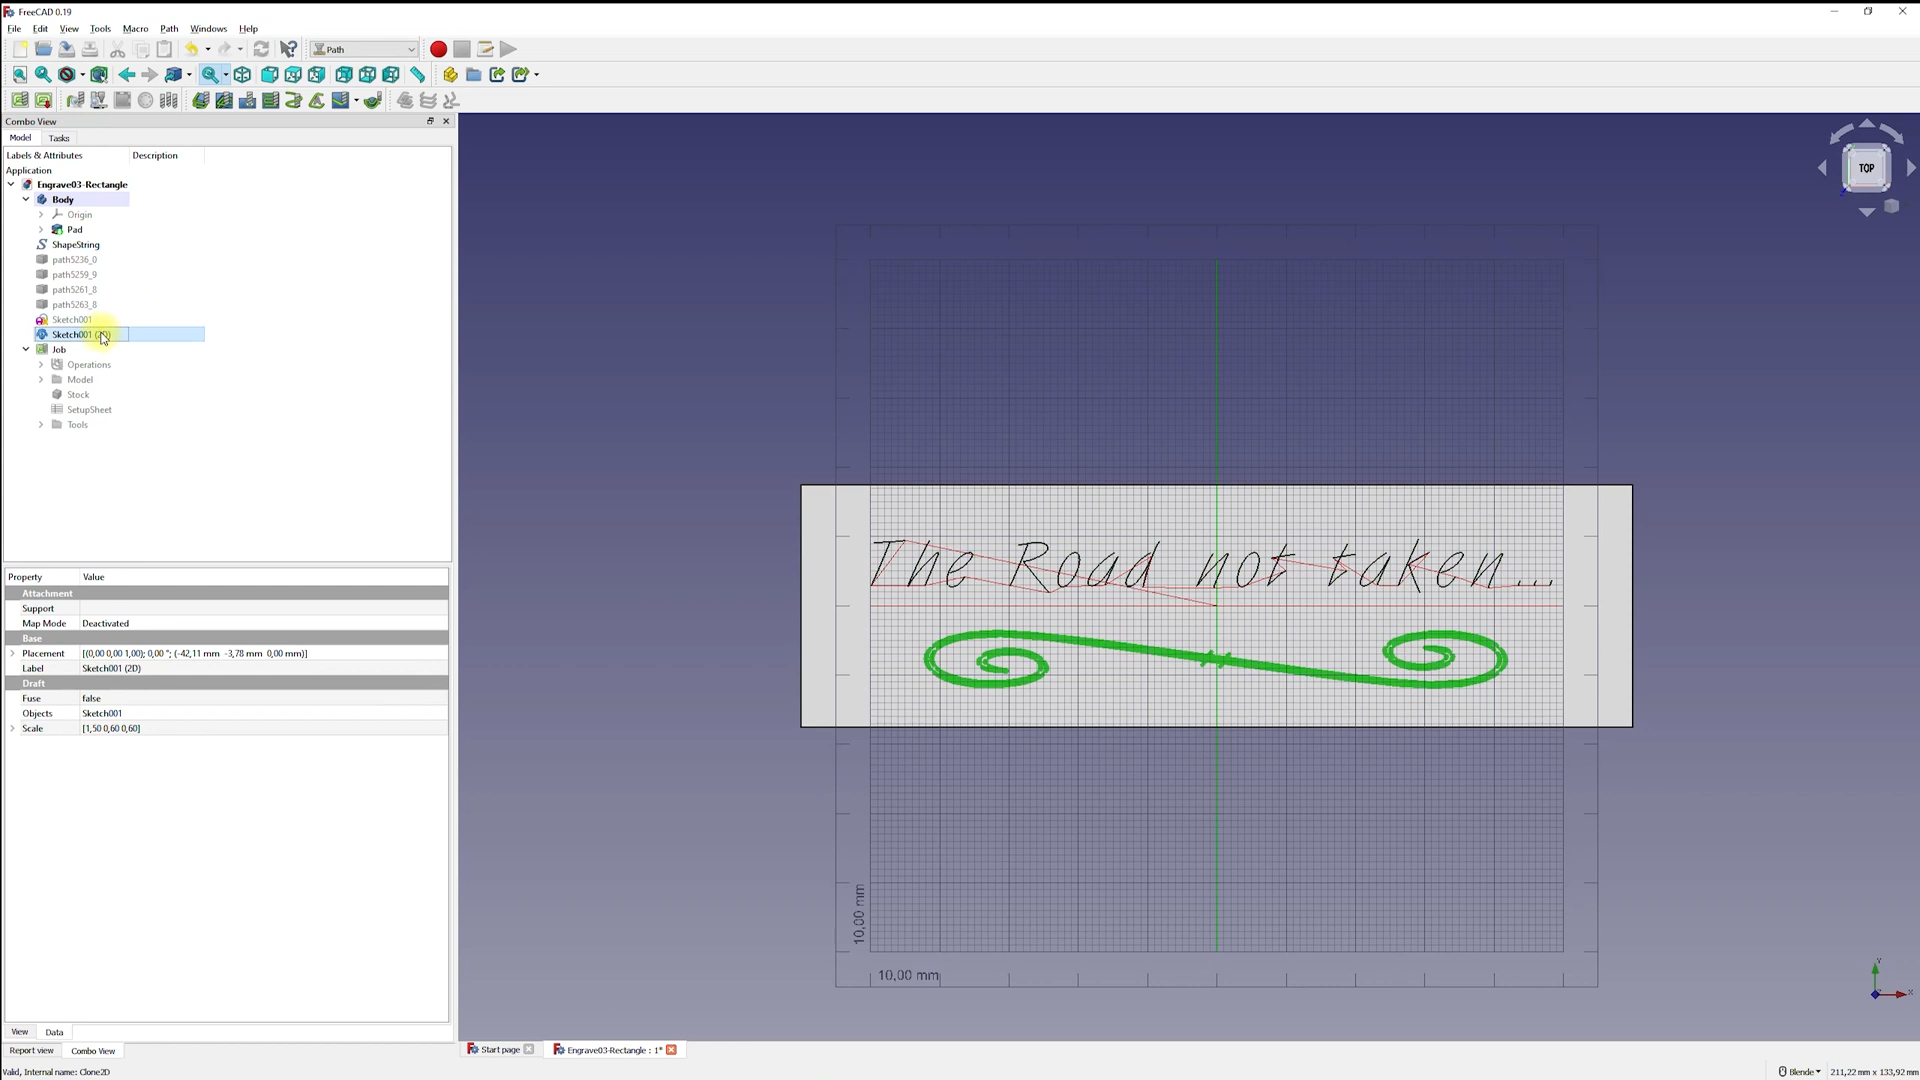 FreeCAD 0.19
File Edit View Tools Macro Path Windows Help
Path
Combo View
Model Tasks
Labels & Attributes Description
Application
Engrave03-Rectangle
Body
Origin
Pad
ShapeString
path5236_0
path5259_9
path5261_8
path5263_8
Sketch001
Sketch001 (2D)
Job
Operations
Model
Stock
SetupSheet
Tools
Property Value
Attachment
Support
Map Mode Deactivated
Base
Placement [(0,00 0,00 1,00); 0,00 °; (-42,11 mm -3,78 mm 0,00 mm)]
Label Sketch001 (2D)
Draft
Fuse false
Objects Sketch001
Scale [1,50 0,60 0,60]
View Data
Report view Combo View
Valid, Internal name: Clone2D
TOP
The Road not taken...
10,00 mm
10,00 mm
Y
X
Start page
Engrave03-Rectangle : 1*
Blender
211,22 mm x 133,92 mm